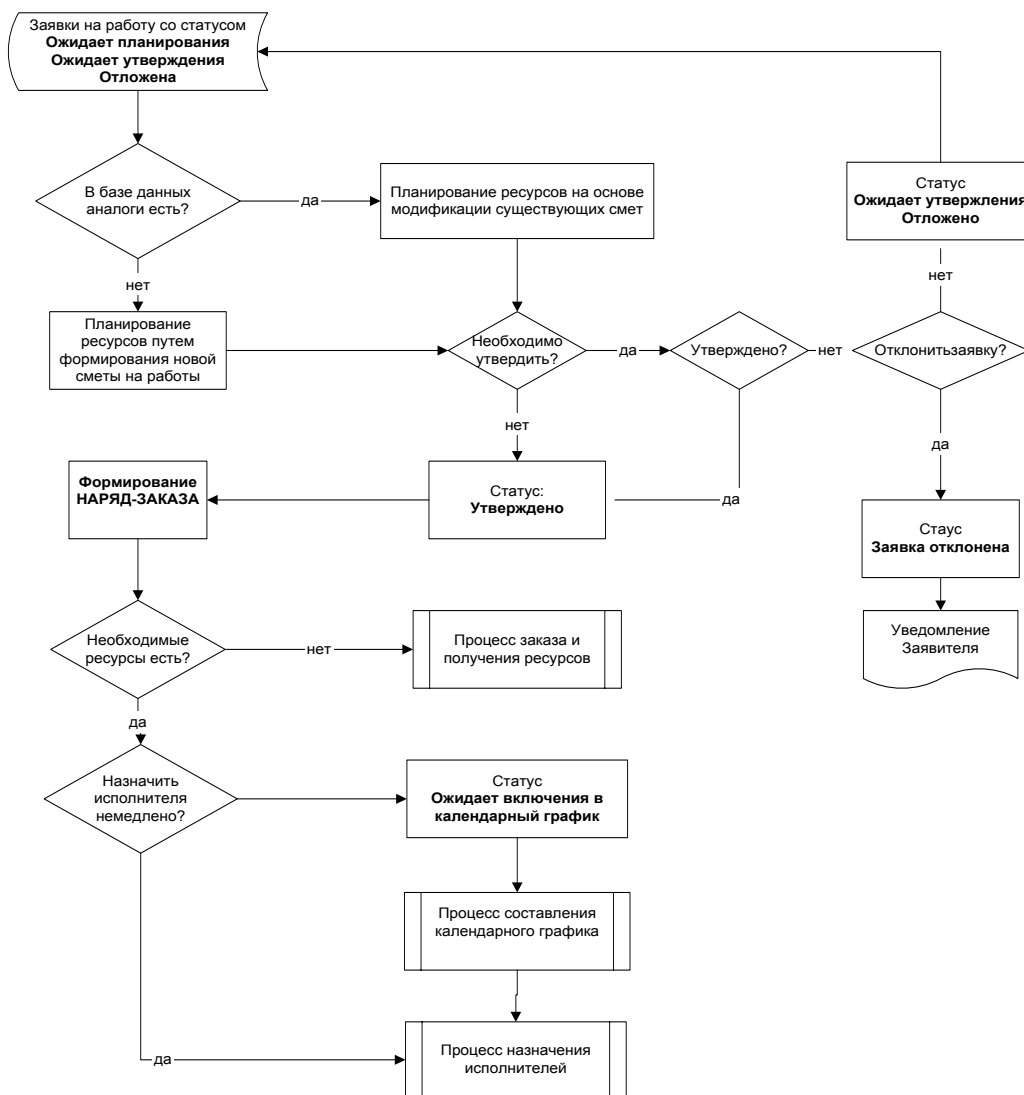 Заявки на работу со статусом
Ожидает планирования
Ожидает утверждения
Отложена
В базе данных
аналоги есть?
да
Планирование ресурсов на основе
модификации существующих смет
Статус
Ожидает утвержления
Отложено
нет
нет
Планирование
ресурсов путем
формирования новой
сметы на работы
Необходимо
утвердить?
да
Утверждено?
нет
Отклонитьзаявку?
нет
да
Формирование
НАРЯД-ЗАКАЗА
Статус:
Утверждено
да
Стаус
Заявка отклонена
Необходимые
ресурсы есть?
нет
Процесс заказа и
получения ресурсов
Уведомление
Заявителя
да
Назначить
исполнителя
немедлено?
Статус
Ожидает включения в
календарный график
Процесс составления
календарного графика
да
Процесс назначения
исполнителей